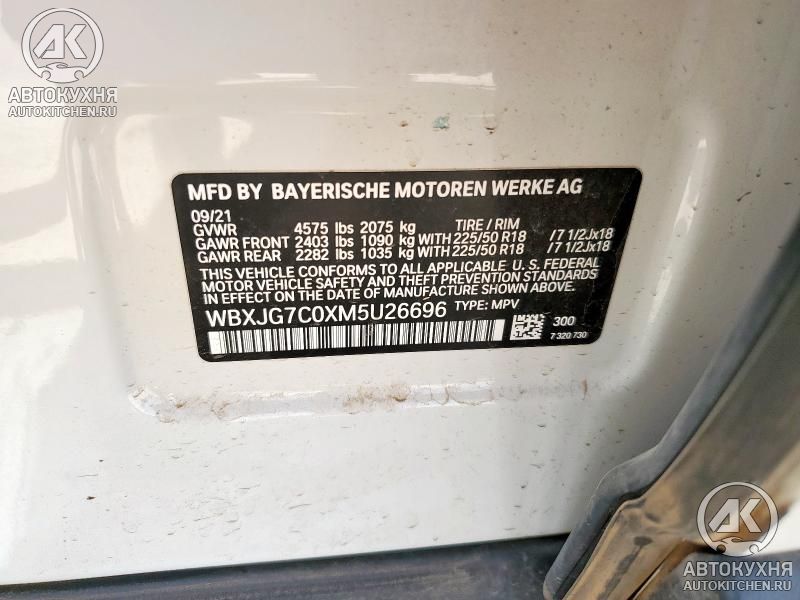 AK
АВТОКУХНЯ
AUTOKITCHEN.RU
MFD BY BAYERISCHE MOTOREN WERKE AG
09/21
GVWR 4575 lbs 2075 kg TIRE / RIM
GAWR FRONT 2403 lbs 1090 kg WITH 225/50 R18 /7 1/2Jx18
GAWR REAR 2282 lbs 1035 kg WITH 225/50 R18 /7 1/2Jx18
THIS VEHICLE CONFORMS TO ALL APPLICABLE U.S. FEDERAL
MOTOR VEHICLE SAFETY AND THEFT PREVENTION STANDARDS
IN EFFECT ON THE DATE OF MANUFACTURE SHOWN ABOVE.
WBXJG7C0XM5U26696 TYPE: MPV
300
7 320 730
AK
АВТОКУХНЯ
AUTOKITCHEN.RU